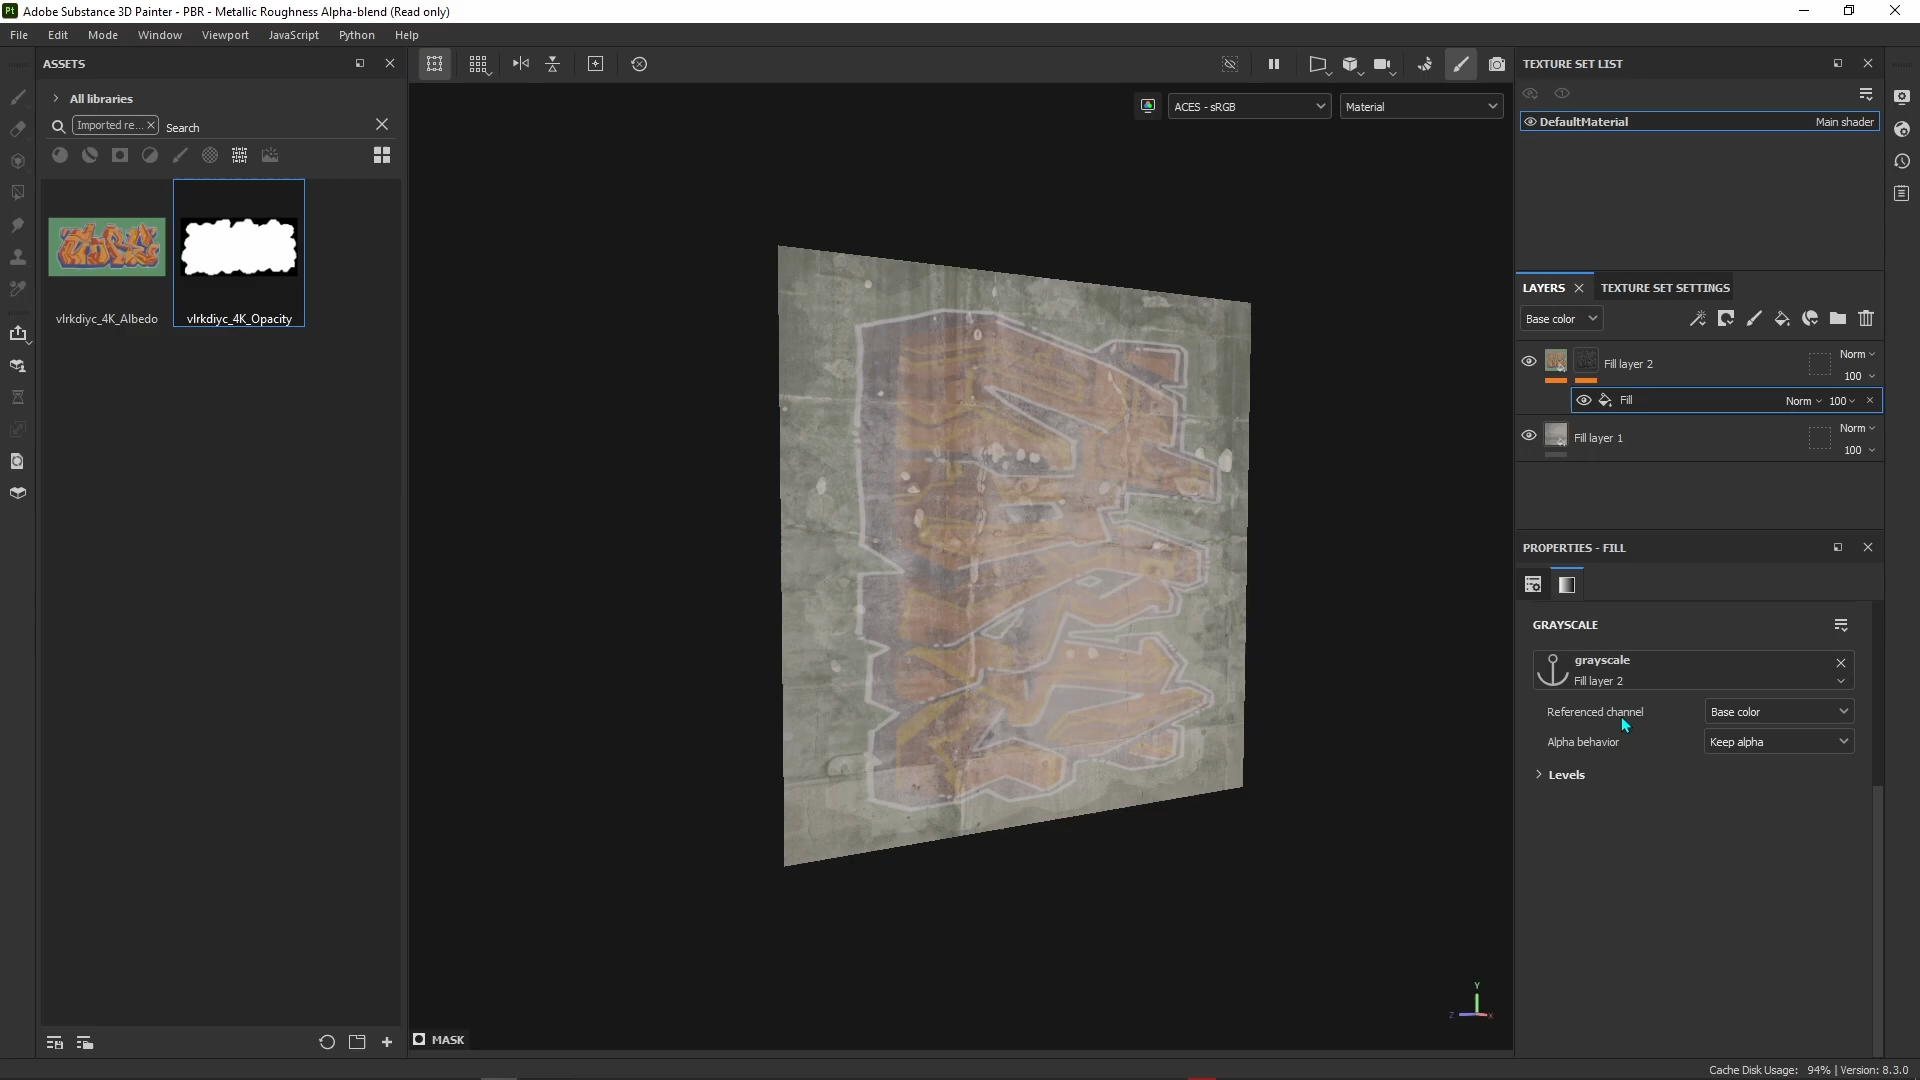 Adobe Substance 3D Painter - PBR - Metallic Roughness Alpha-blend (Read only)
File Edit Mode Window Viewport JavaScript Python Help
ASSETS
All libraries
Imported re...
Search
vlrkdiyc_4K_Albedo
vlrkdiyc_4K_Opacity
ACES - sRGB
Material
MASK
Y
Z
X
TEXTURE SET LIST
DefaultMaterial
Main shader
LAYERS
TEXTURE SET SETTINGS
Base color
Fill layer 2
Norm
100
Fill
Norm
100
Fill layer 1
Norm
100
PROPERTIES - FILL
GRAYSCALE
grayscale
Fill layer 2
Referenced channel
Base color
Alpha behavior
Keep alpha
Levels
Cache Disk Usage: 94% | Version: 8.3.0